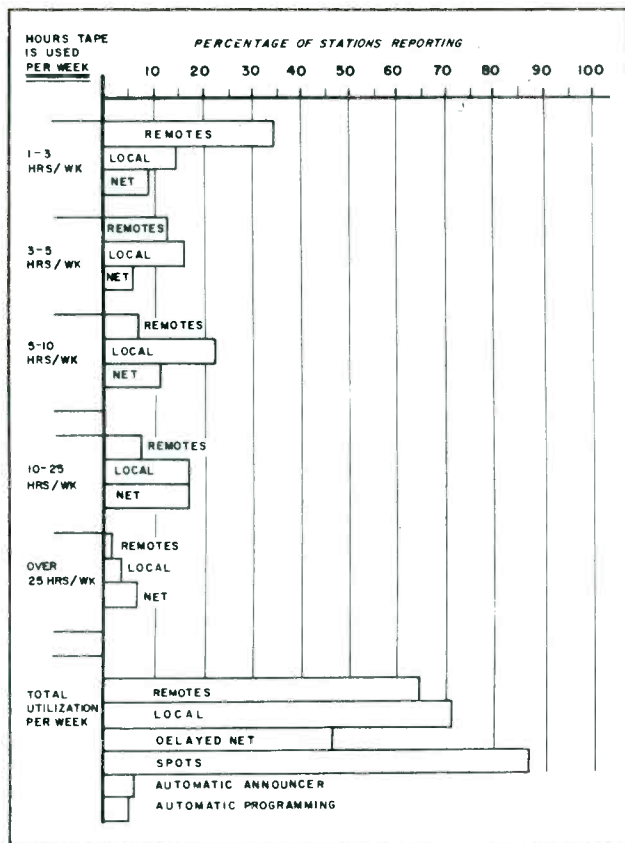 HOURS TAPE
IS USED
PER WEEK
PERCENTAGE OF STATIONS REPORTING
10 20 30 40 50 60 70 80 90 100
1-3
HRS/WK
REMOTES
LOCAL
NET
3-5
HRS/WK
REMOTES
LOCAL
NET
5-10
HRS/WK
REMOTES
LOCAL
NET
10-25
HRS/WK
REMOTES
LOCAL
NET
OVER
25 HRS/WK
REMOTES
LOCAL
NET
TOTAL
UTILIZATION
PER WEEK
REMOTES
LOCAL
DELAYED NET
SPOTS
AUTOMATIC ANNOUNCER
AUTOMATIC PROGRAMMING